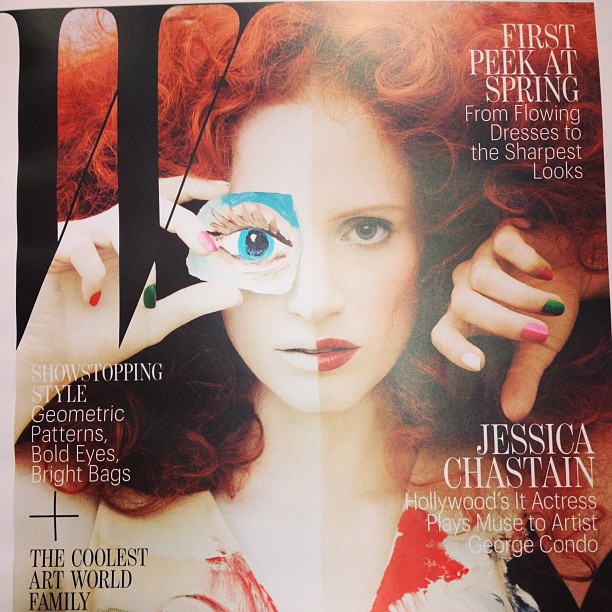 W
FIRST
PEEK AT
SPRING
From Flowing
Dresses to
the Sharpest
Looks
SHOWSTOPPING
STYLE
Geometric
Patterns,
Bold Eyes,
Bright Bags
+
THE COOLEST
ART WORLD
FAMILY
JESSICA
CHASTAIN
Hollywood's It Actress
Plays Muse to Artist
George Condo